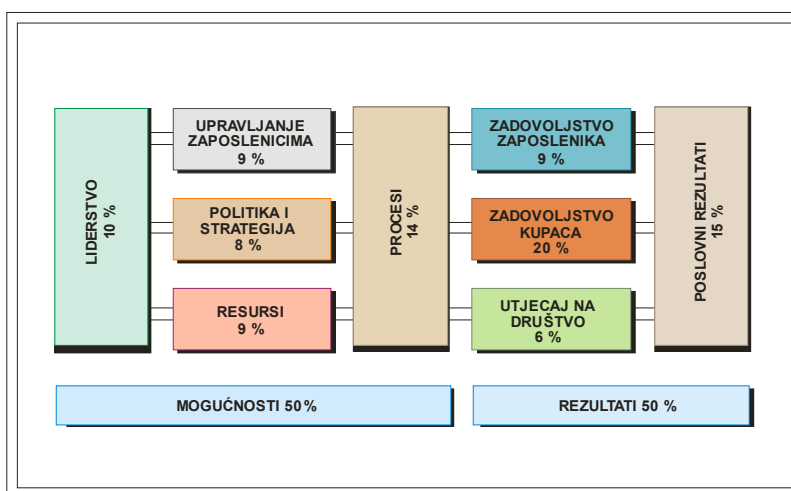 LIDERSTVO
10 %
UPRAVLJANJE
ZAPOSLENICIMA
9 %
POLITIKA I
STRATEGIJA
8 %
RESURSI
9 %
PROCESI
14 %
ZADOVOLJSTVO
ZAPOSLENIKA
9 %
ZADOVOLJSTVO
KUPACA
20 %
UTJECAJ NA
DRUŠTVO
6 %
POSLOVNI REZULTATI
15 %
MOGUĆNOSTI 50%
REZULTATI 50 %